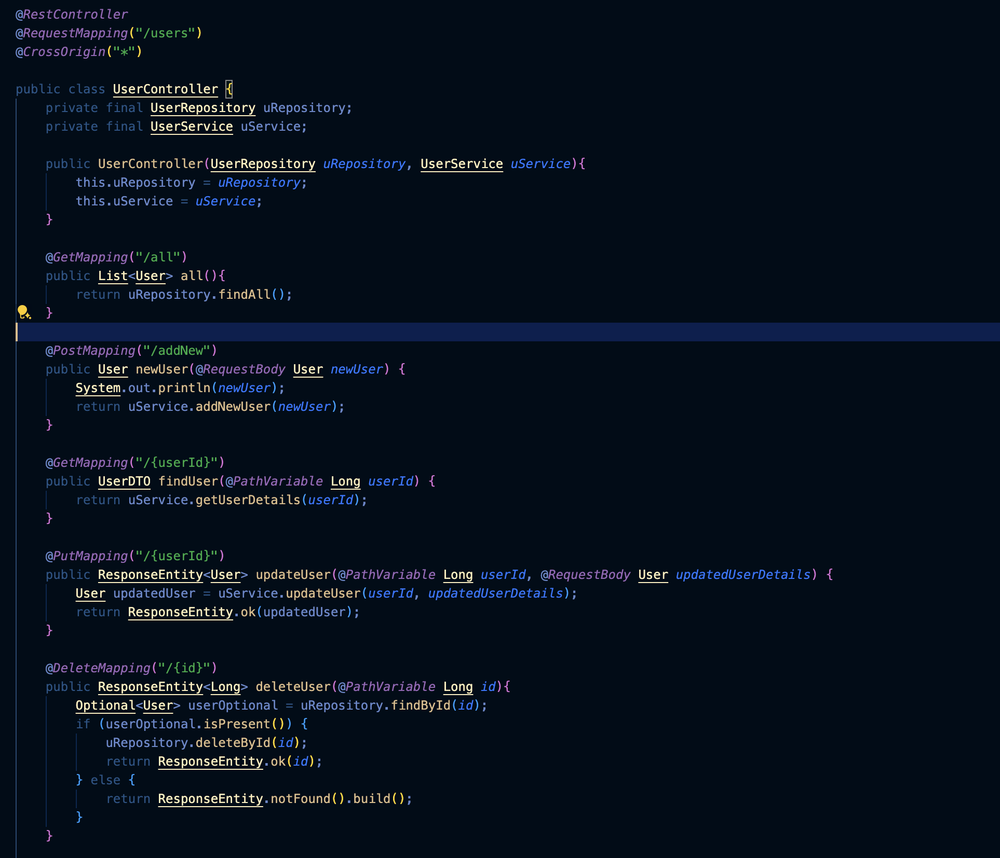 @RestController
@RequestMapping("/users")
@CrossOrigin("*")
public class UserController {
    private final UserRepository uRepository;
    private final UserService uService;
    public UserController(UserRepository uRepository, UserService uService){
        this.uRepository = uRepository;
        this.uService = uService;
    }
    @GetMapping("/all")
    public List<User> all(){
        return uRepository.findAll();
    }
    @PostMapping("/addNew")
    public User newUser(@RequestBody User newUser) {
        System.out.println(newUser);
        return uService.addNewUser(newUser);
    }
    @GetMapping("/{userId}")
    public UserDTO findUser(@PathVariable Long userId) {
        return uService.getUserDetails(userId);
    }
    @PutMapping("/{userId}")
    public ResponseEntity<User> updateUser(@PathVariable Long userId, @RequestBody User updatedUserDetails) {
        User updatedUser = uService.updateUser(userId, updatedUserDetails);
        return ResponseEntity.ok(updatedUser);
    }
    @DeleteMapping("/{id}")
    public ResponseEntity<Long> deleteUser(@PathVariable Long id){
        Optional<User> userOptional = uRepository.findById(id);
        if (userOptional.isPresent()) {
            uRepository.deleteById(id);
            return ResponseEntity.ok(id);
        } else {
            return ResponseEntity.notFound().build();
        }
    }